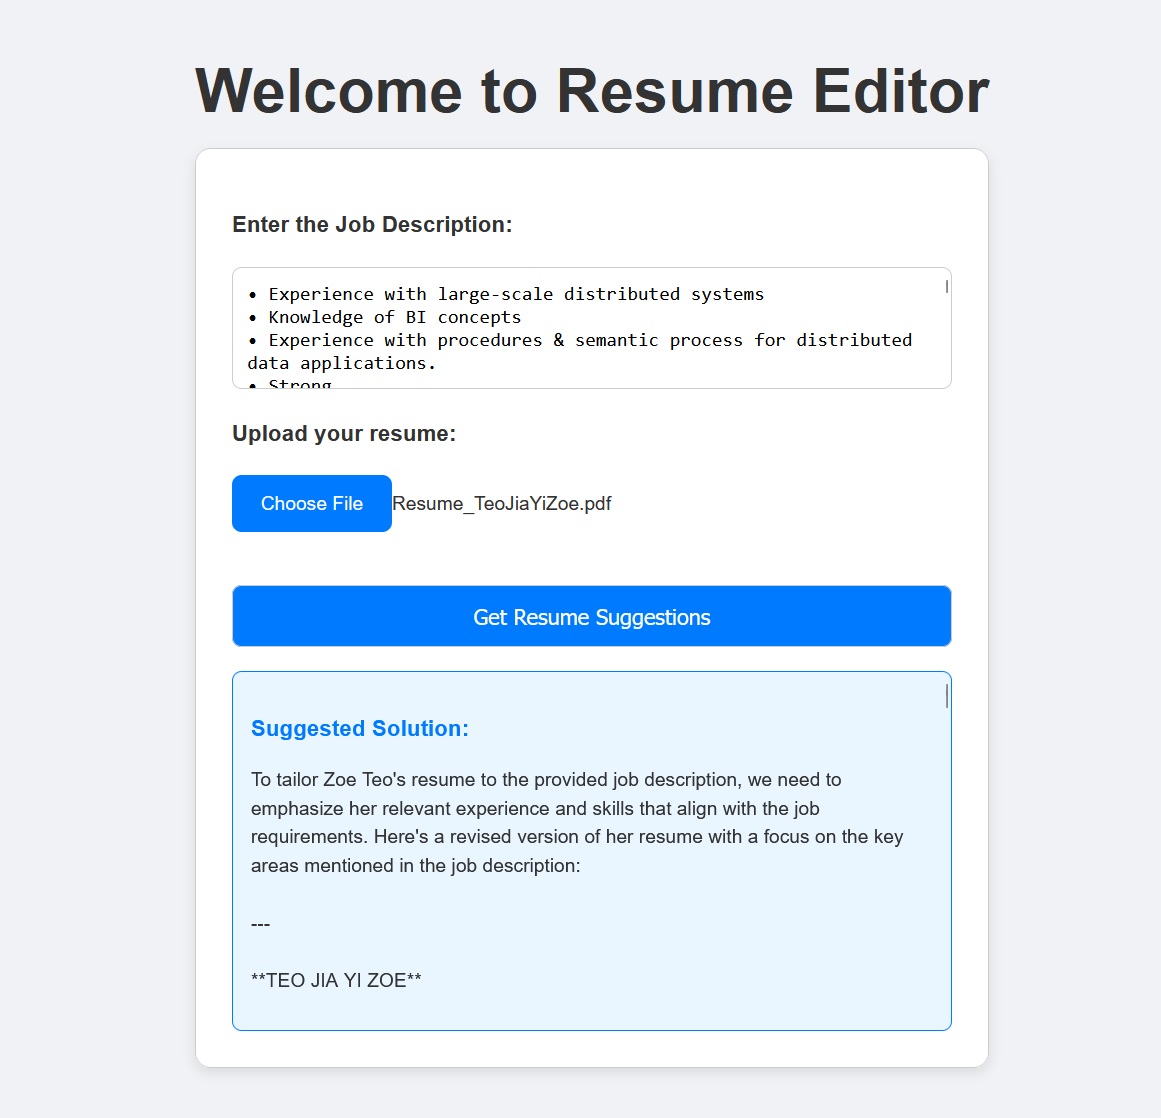 Welcome to Resume Editor
Enter the Job Description:
• Experience with large-scale distributed systems
• Knowledge of BI concepts
• Experience with procedures & semantic process for distributed
data applications.
• Strong
Upload your resume:
Choose File Resume_TeoJiaYiZoe.pdf
Get Resume Suggestions
Suggested Solution:
To tailor Zoe Teo's resume to the provided job description, we need to
emphasize her relevant experience and skills that align with the job
requirements. Here's a revised version of her resume with a focus on the key
areas mentioned in the job description:
---
**TEO JIA YI ZOE**